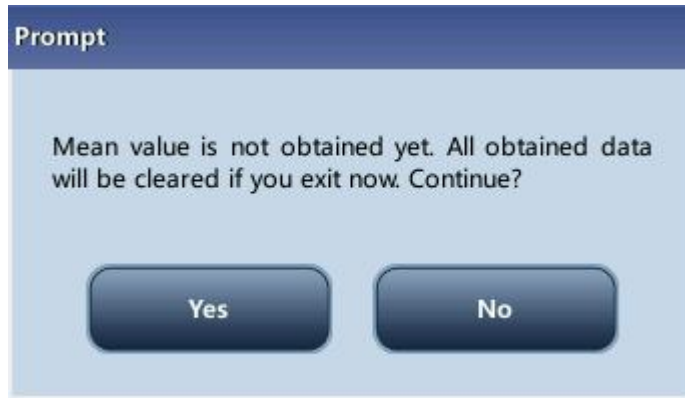 Prompt
Mean value is not obtained yet. All obtained data
will be cleared if you exit now. Continue?
Yes
No